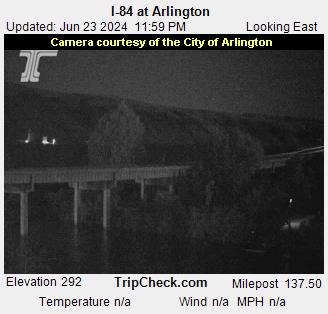 I-84 at Arlington
Updated: Jun 23 2024 11:59 PM Looking East
Camera courtesy of the City of Arlington
Elevation 292 TripCheck.com Milepost 137.50
Temperature n/a Wind n/a MPH n/a